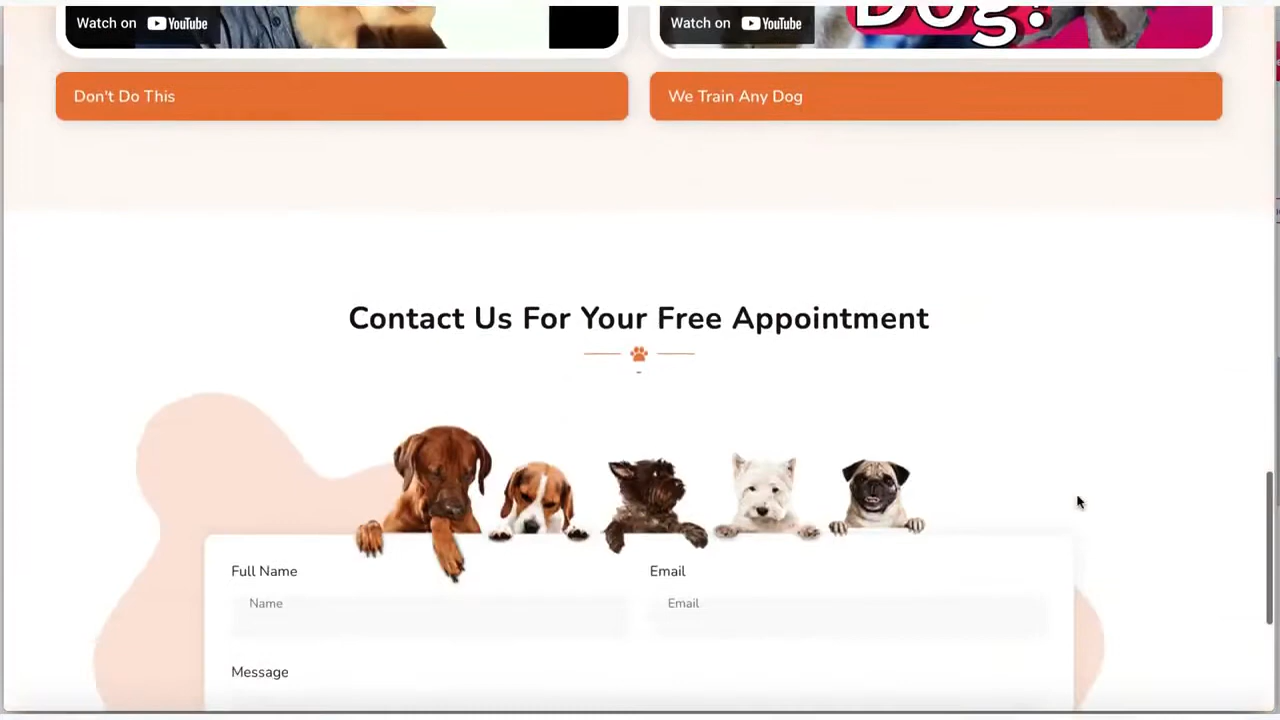 Watch on YouTube
Dog!
Watch on YouTube
Don't Do This
We Train Any Dog
Contact Us For Your Free Appointment
-
Full Name
Email
Name
Email
Message